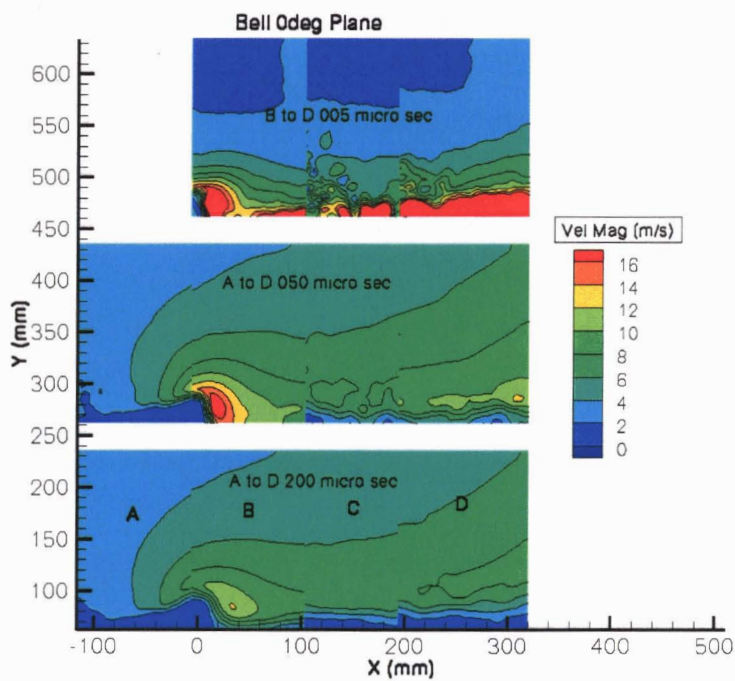 Bell 0deg Plane
600
550
500
450
400
350
300
250
200
150
100
Y (mm)
B to D 005 micro sec
A to D 050 micro sec
A to D 200 micro sec
A
B
C
D
Vel Mag (m/s)
16
14
12
10
8
6
4
2
0
-100
0
100
200
300
400
500
X (mm)